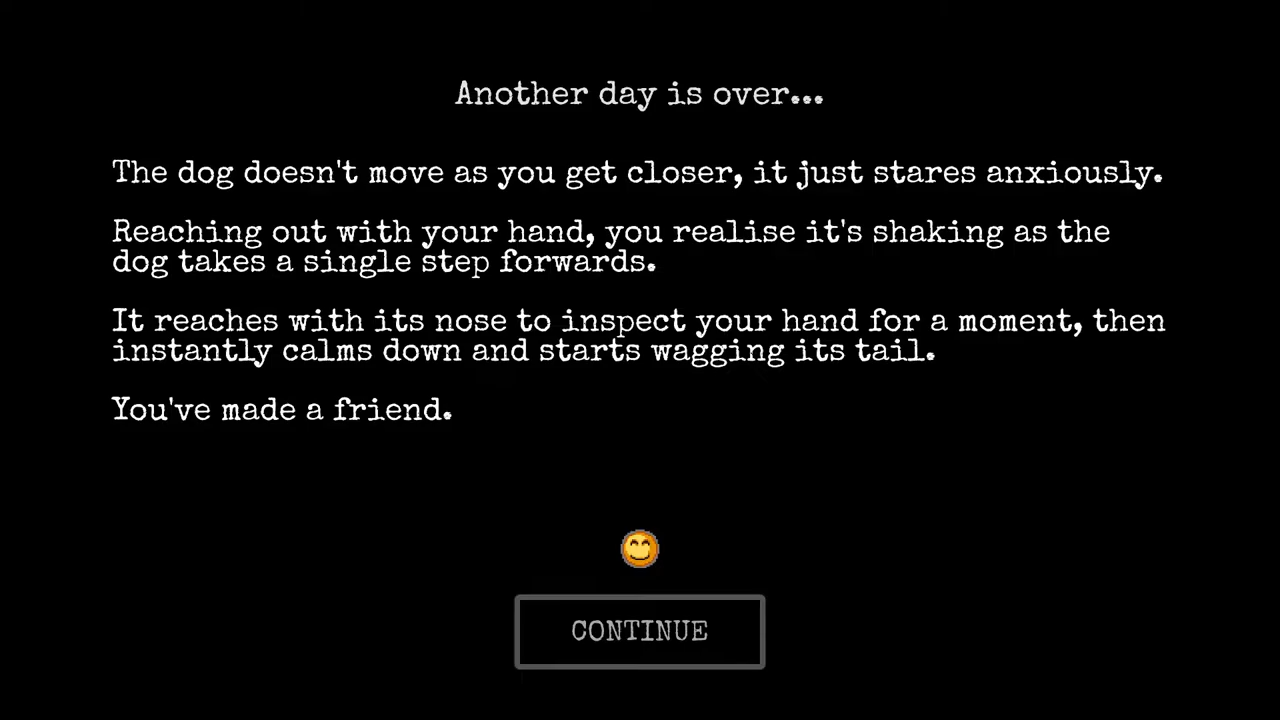 Another day is over...
The dog doesn't move as you get closer, it just stares anxiously.
Reaching out with your hand, you realise it's shaking as the
dog takes a single step forwards.
It reaches with its nose to inspect your hand for a moment, then
instantly calms down and starts wagging its tail.
You've made a friend.
CONTINUE